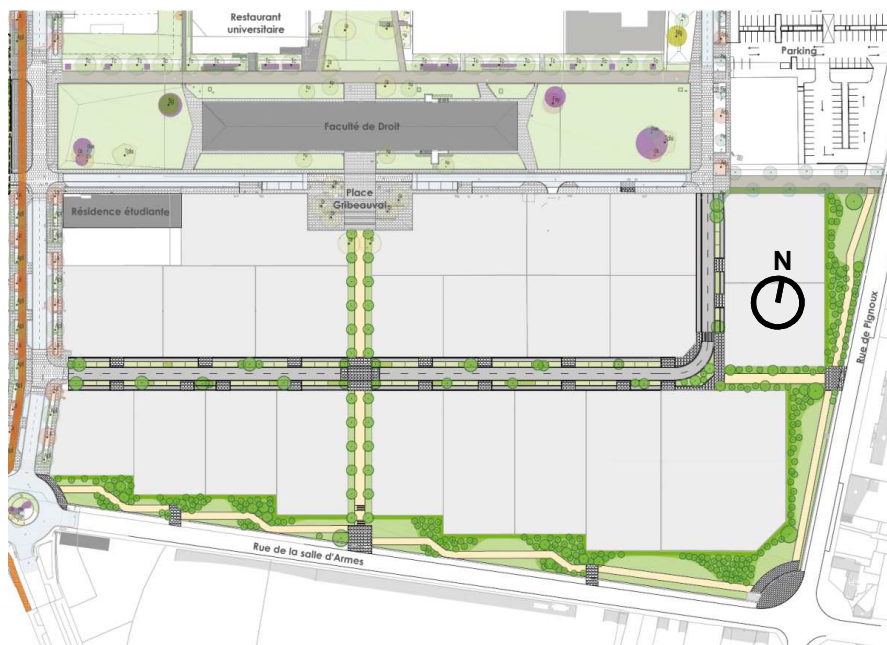 Restaurant
universitaire
Parking
Faculté de Droit
Place
Gribeauval
Résidence étudiante
N
Rue de Pignoux
Rue de la salle d'Armes